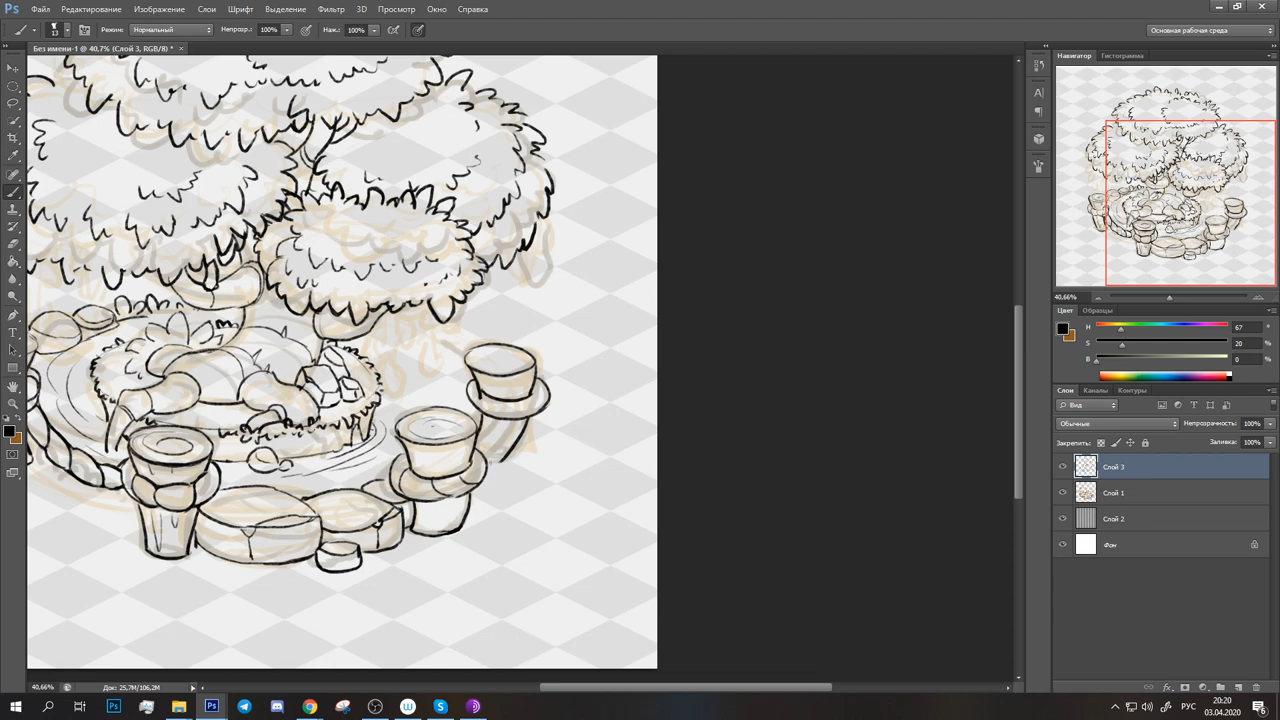 Ps Файл Редактирование Изображение Слои Шрифт Выделение Фильтр 3D Просмотр Окно Справка
13 Режим: Нормальный Непрозр.: 100% Наж.: 100% Основная рабочая среда
Без имени-1 @ 40,7% (Слой 3, RGB/8) *
Навигатор Гистограмма
40,66%
Цвет Образцы
H 67 °
S 20 %
B 0 %
Слои Каналы Контуры
Вид
Обычные Непрозрачность: 100%
Закрепить: Заливка: 100%
Слой 3
Слой 1
Слой 2
Фон
40,66% Док: 25,7M/106,2M
РУС 20:20
03.04.2020 6